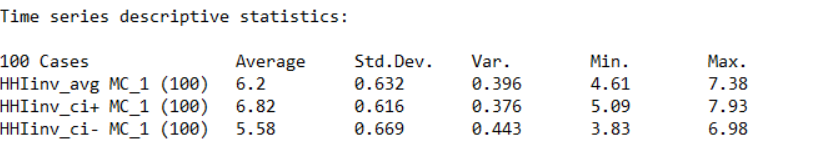 Time series descriptive statistics:
100 Cases Average Std.Dev. Var. Min. Max.
HHIinv_avg MC_1 (100) 6.2 0.632 0.396 4.61 7.38
HHIinv_ci+ MC_1 (100) 6.82 0.616 0.376 5.09 7.93
HHIinv_ci- MC_1 (100) 5.58 0.669 0.443 3.83 6.98